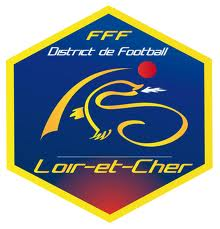 FFF
District de Football
Loir-et-Cher